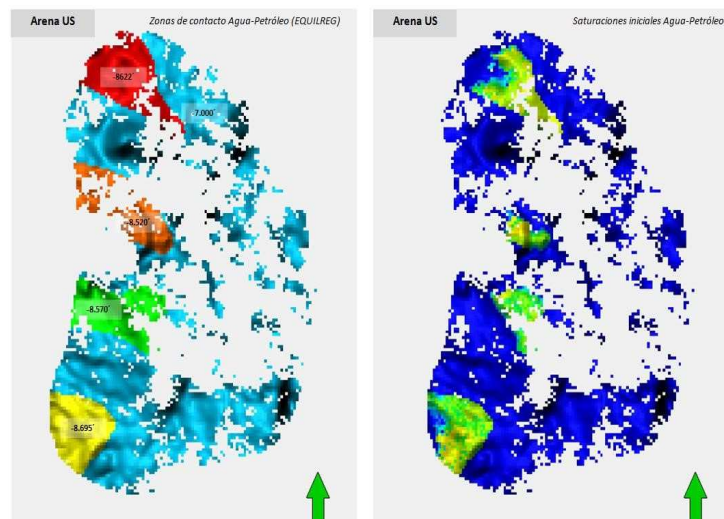 Arena US
Zonas de contacto Agua-Petróleo (EQUILREG)
-8622´
-7.000´
-8.520´
-8.570´
-8.695´
Arena US
Saturaciones iniciales Agua-Petróleo